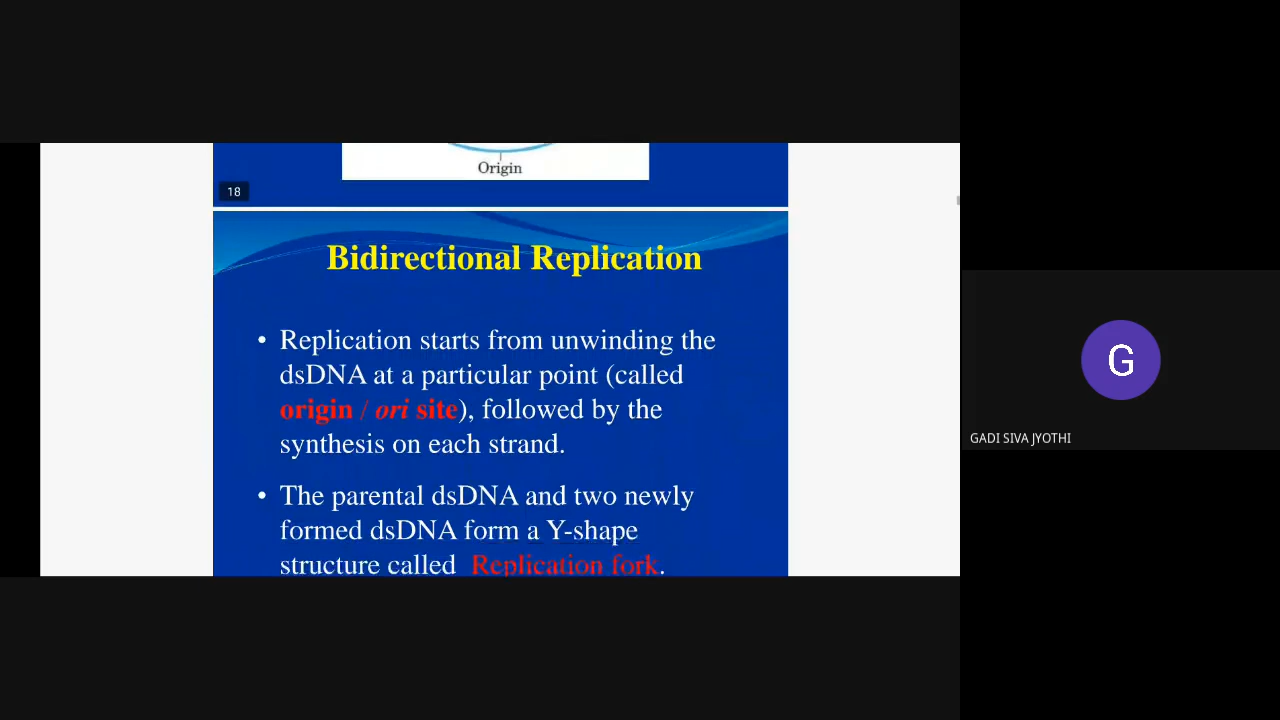 Origin
18
Bidirectional Replication
• Replication starts from unwinding the
dsDNA at a particular point (called
origin / ori site), followed by the
synthesis on each strand.
• The parental dsDNA and two newly
formed dsDNA form a Y-shape
structure called Replication fork.
G
GADI SIVA JYOTHI